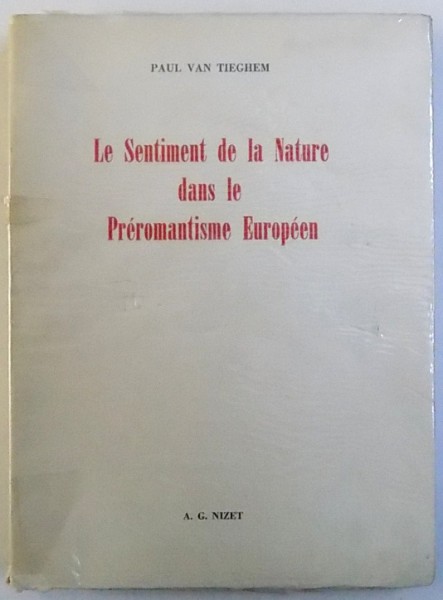 PAUL VAN TIEGHEM
Le Sentiment de la Nature
dans le
Préromantisme Européen
A. G. NIZET